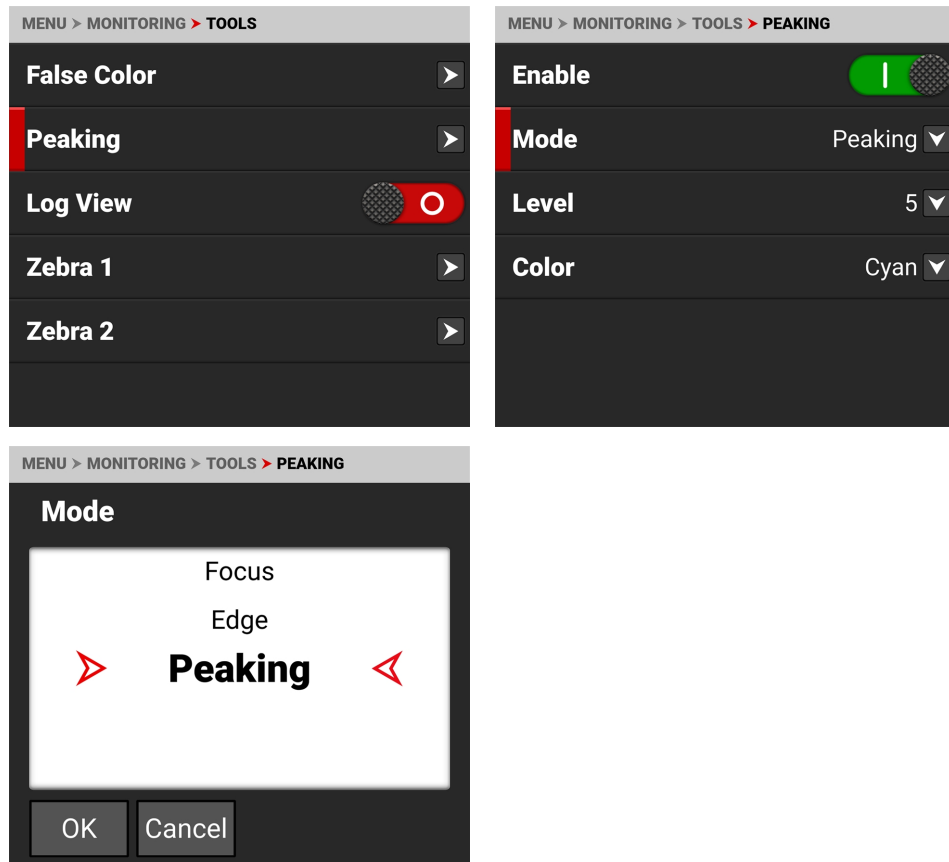 MENU > MONITORING > TOOLS
False Color
Peaking
Log View
Zebra 1
Zebra 2
MENU > MONITORING > TOOLS > PEAKING
Enable
Mode Peaking
Level 5
Color Cyan
MENU > MONITORING > TOOLS > PEAKING
Mode
Focus
Edge
Peaking
OK Cancel